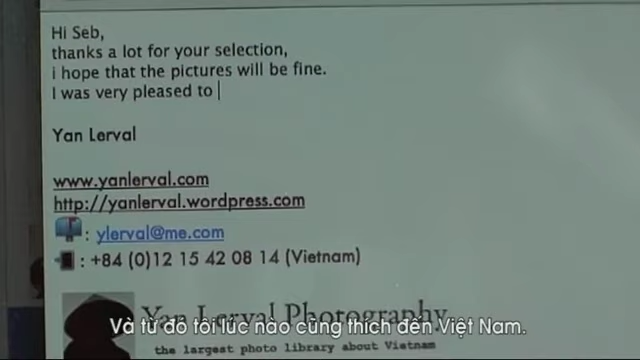 Hi Seb,
thanks a lot for your selection,
i hope that the pictures will be fine.
I was very pleased to
Yan Lerval
www.yanlerval.com
http://yanlerval.wordpress.com
: ylerval@me.com
: +84 (0)12 15 42 08 14 (Vietnam)
Yan Lerval Photography
Và từ đó tôi lúc nào cũng thích đến Việt Nam.
the largest photo library about Vietnam